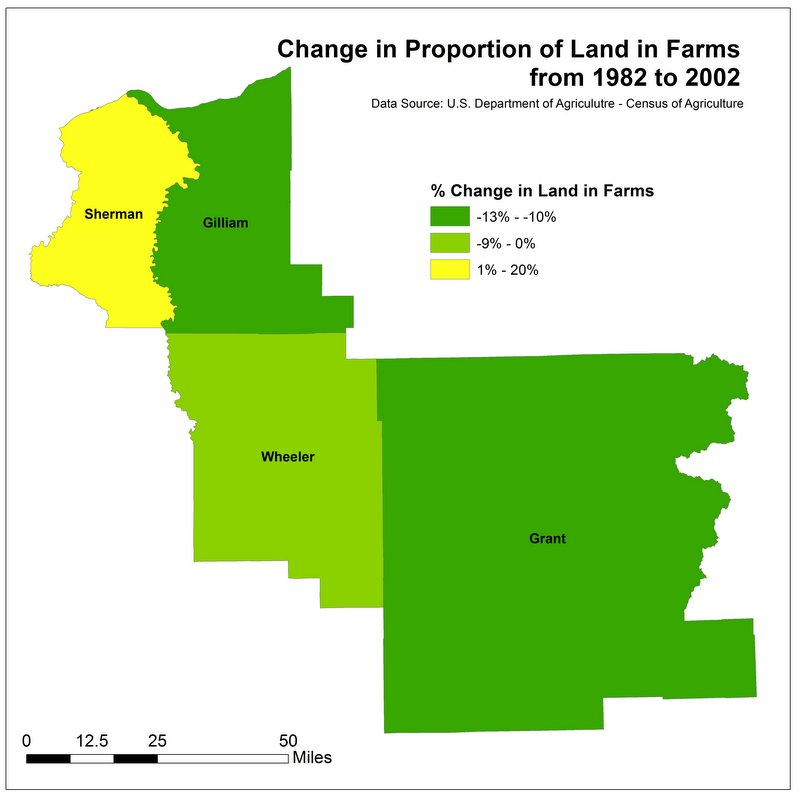 Change in Proportion of Land in Farms
from 1982 to 2002
Data Source: U.S. Department of Agriculutre - Census of Agriculture
% Change in Land in Farms
-13% - -10%
-9% - 0%
1% - 20%
Sherman
Gilliam
Wheeler
Grant
0 12.5 25 50
Miles